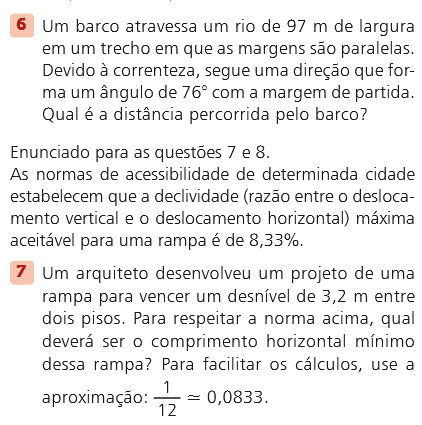 6 Um barco atravessa um rio de 97 m de largura
em um trecho em que as margens são paralelas.
Devido à correnteza, segue uma direção que for-
ma um ângulo de 76° com a margem de partida.
Qual é a distância percorrida pelo barco?
Enunciado para as questões 7 e 8.
As normas de acessibilidade de determinada cidade
estabelecem que a declividade (razão entre o desloca-
mento vertical e o deslocamento horizontal) máxima
aceitável para uma rampa é de 8,33%.
7 Um arquiteto desenvolveu um projeto de uma
rampa para vencer um desnível de 3,2 m entre
dois pisos. Para respeitar a norma acima, qual
deverá ser o comprimento horizontal mínimo
dessa rampa? Para facilitar os cálculos, use a
aproximação: 1/12 ≃ 0,0833.